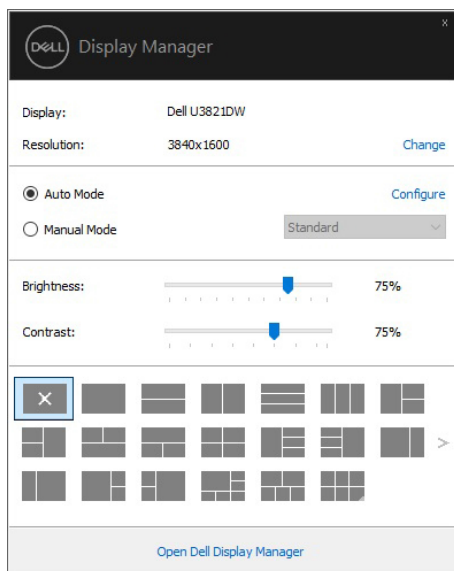 x
DELL Display Manager
Display: Dell U3821DW
Resolution: 3840x1600 Change
Auto Mode Configure
Manual Mode Standard
Brightness: 75%
Contrast: 75%
Open Dell Display Manager